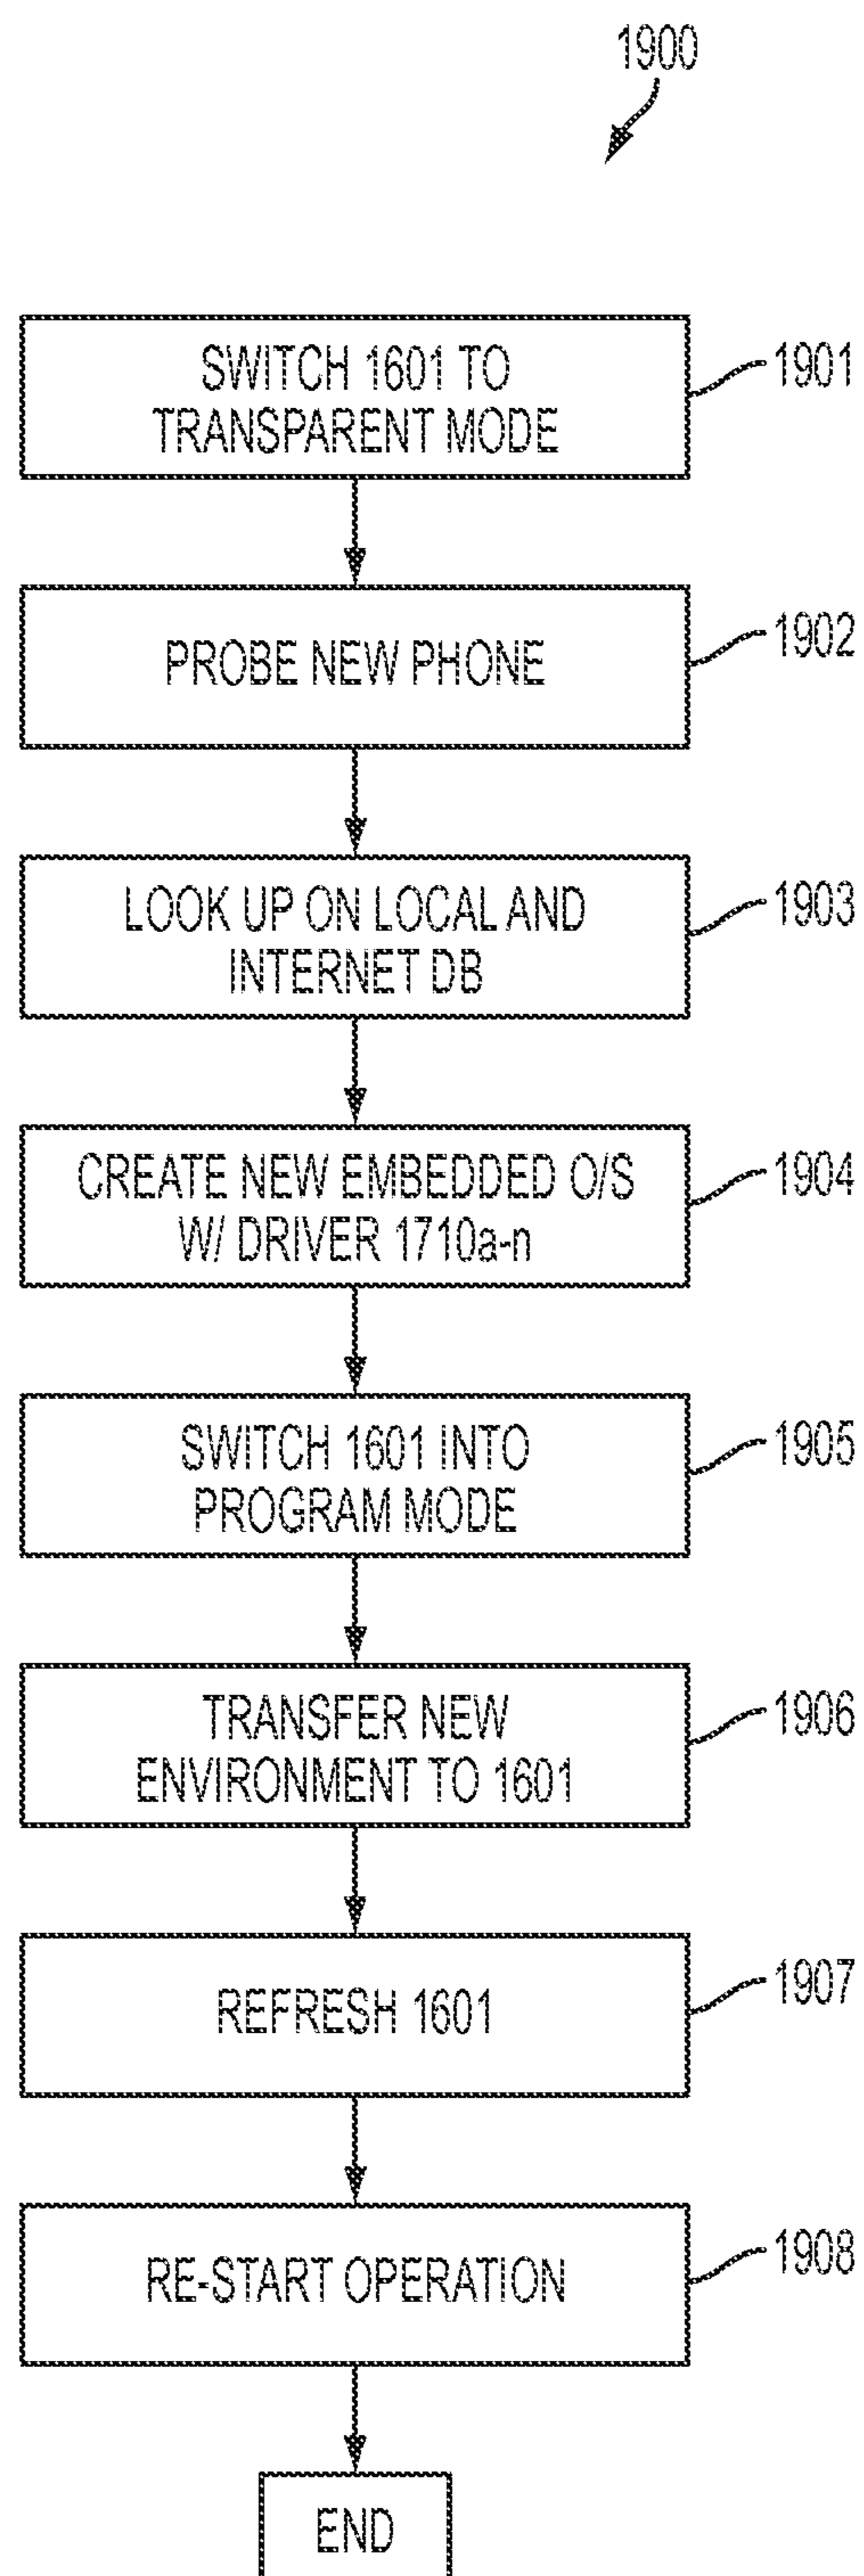 1900
SWITCH 1601 TO
TRANSPARENT MODE
1901
PROBE NEW PHONE
1902
LOOK UP ON LOCAL AND
INTERNET DB
1903
CREATE NEW EMBEDDED O/S
W/ DRIVER 1710a-n
1904
SWITCH 1601 INTO
PROGRAM MODE
1905
TRANSFER NEW
ENVIRONMENT TO 1601
1906
REFRESH 1601
1907
RE-START OPERATION
1908
END